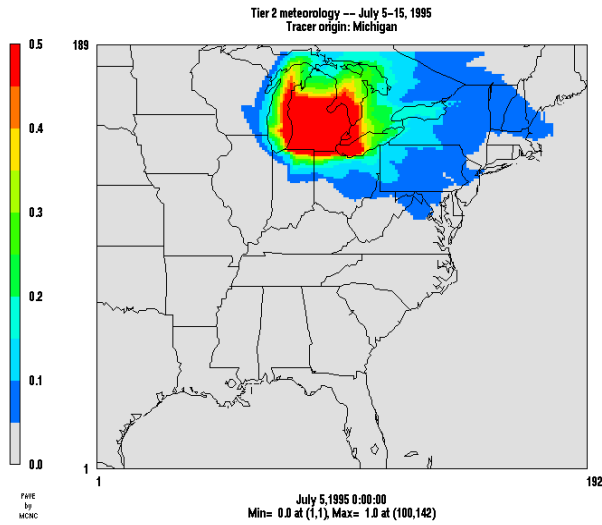 Tier 2 meteorology -- July 5-15, 1995
Tracer origin: Michigan
0.5
0.4
0.3
0.2
0.1
0.0
189
1
1
192
PAVE
by
MCNC
July 5,1995 0:00:00
Min= 0.0 at (1,1), Max= 1.0 at (100,142)